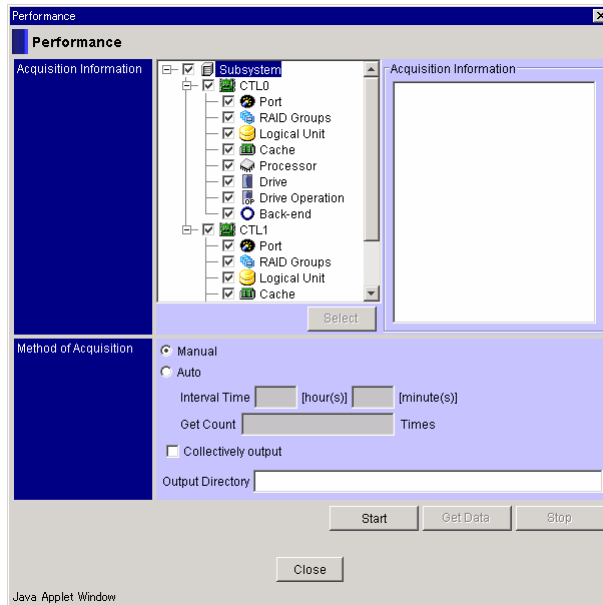 Performance
Performance
Acquisition Information
Subsystem
CTL0
Port
RAID Groups
Logical Unit
Cache
Processor
Drive
OP Drive Operation
Back-end
CTL1
Port
RAID Groups
Logical Unit
Cache
Select
Acquisition Information
Method of Acquisition
Manual
Auto
Interval Time [hour(s)] [minute(s)]
Get Count Times
Collectively output
Output Directory
Start Get Data Stop
Close
Java Applet Window